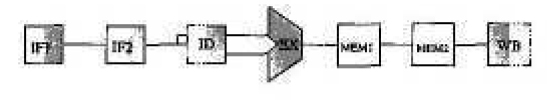 IF1 IF2 ID EX MEM1 MEM2 WB